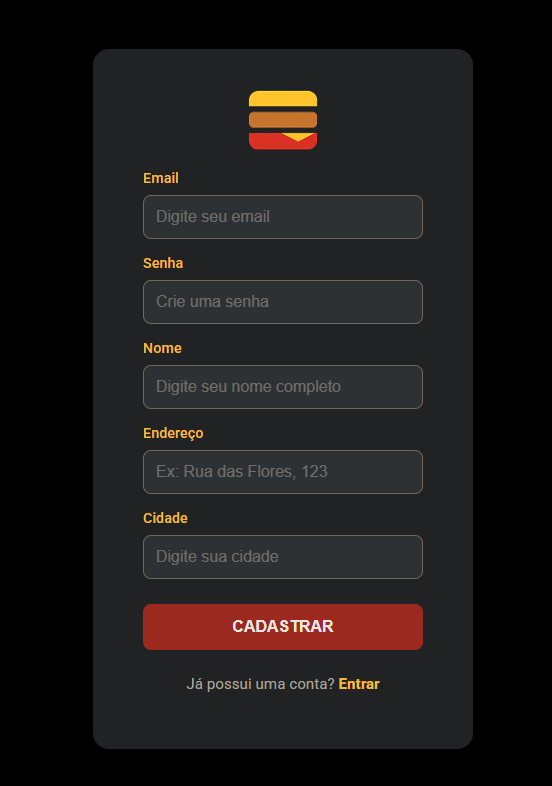 Email
Digite seu email
Senha
Crie uma senha
Nome
Digite seu nome completo
Endereço
Ex: Rua das Flores, 123
Cidade
Digite sua cidade
CADASTRAR
Já possui uma conta? Entrar